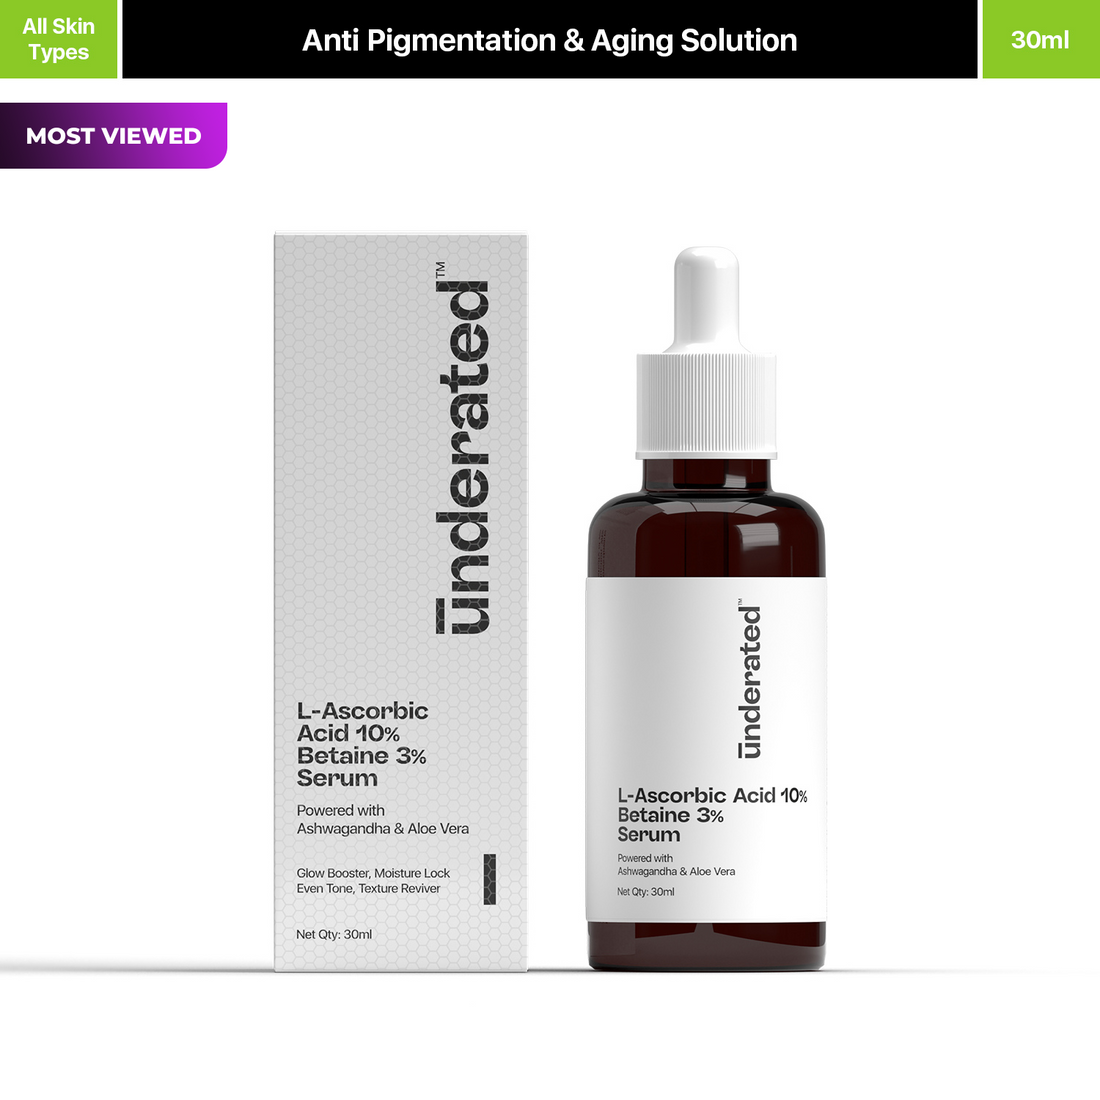 All Skin
Types
Anti Pigmentation & Aging Solution
30ml
MOST VIEWED
ūnderated™
L-Ascorbic
Acid 10%
Betaine 3%
Serum
Powered with
Ashwagandha & Aloe Vera
Glow Booster, Moisture Lock
Even Tone, Texture Reviver
Net Qty: 30ml
ūnderated™
L-Ascorbic Acid 10%
Betaine 3%
Serum
Powered with
Ashwagandha & Aloe Vera
Net Qty: 30ml